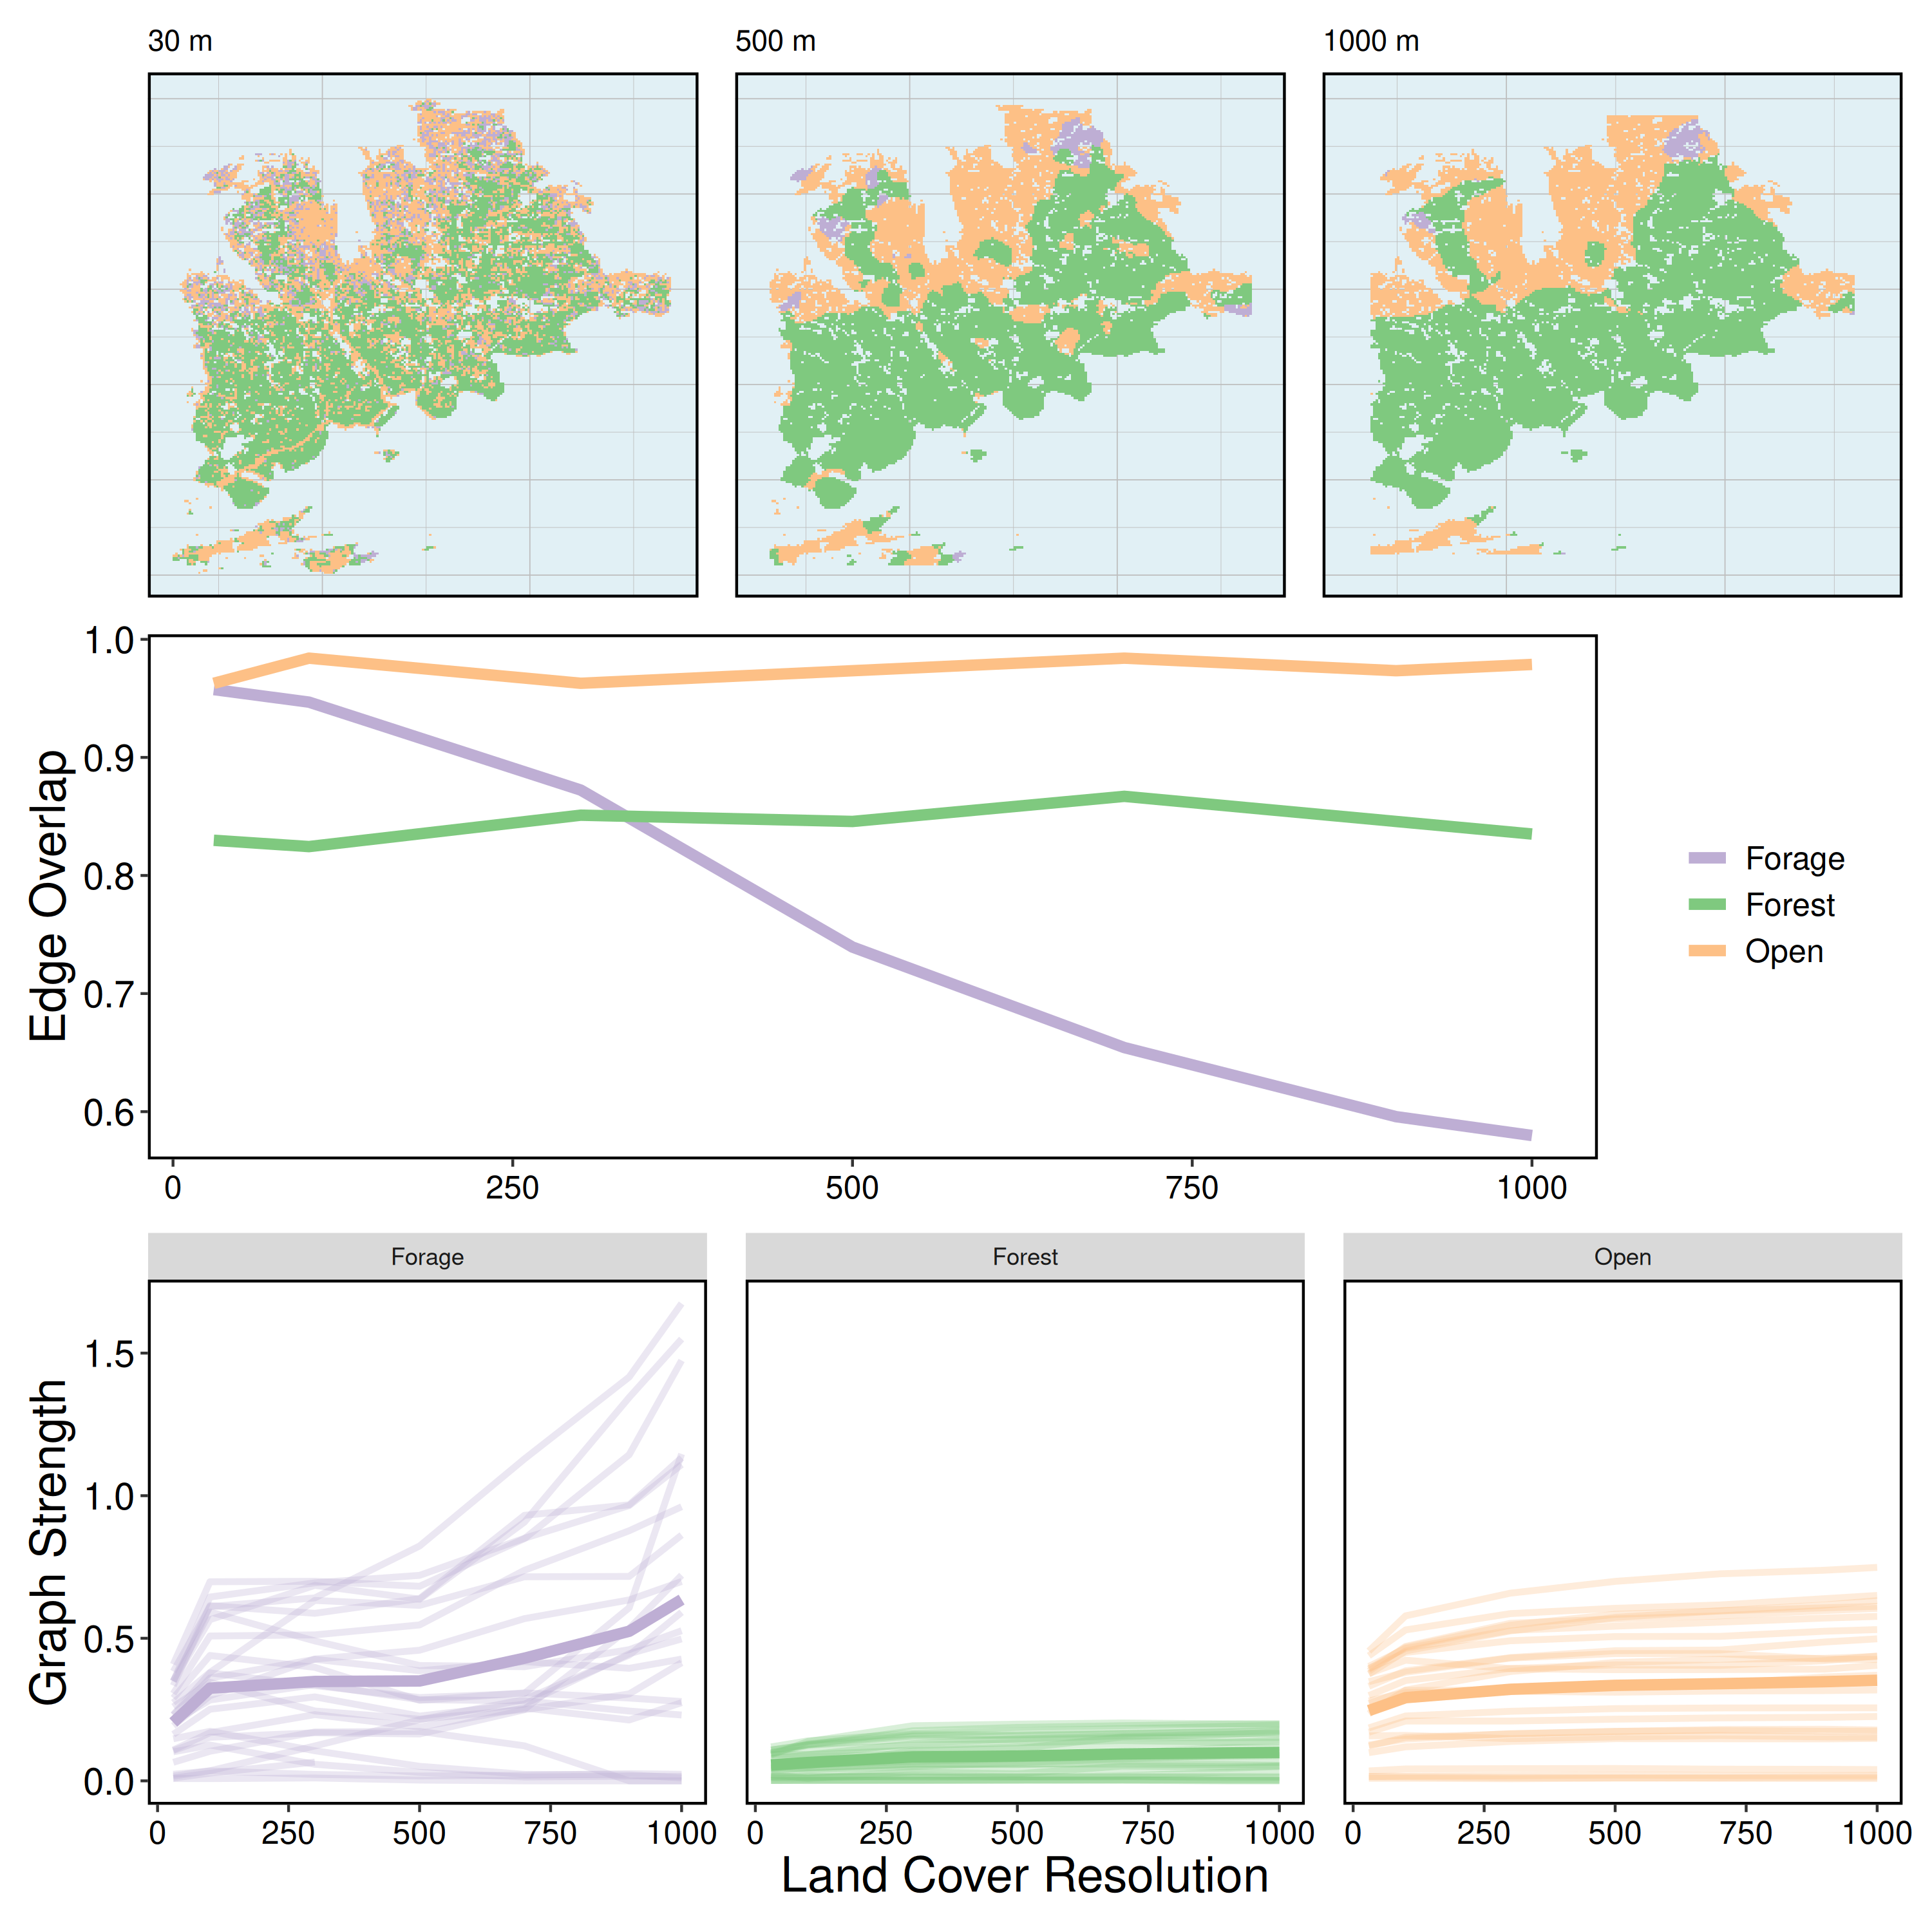 30 m
500 m
1000 m
1.0
0.9
0.8
0.7
0.6
Edge Overlap
0 250 500 750 1000
Forage
Forest
Open
Forage Forest Open
1.5
1.0
0.5
0.0
Graph Strength
0 250 500 750 1000 0 250 500 750 1000 0 250 500 750 1000
Land Cover Resolution